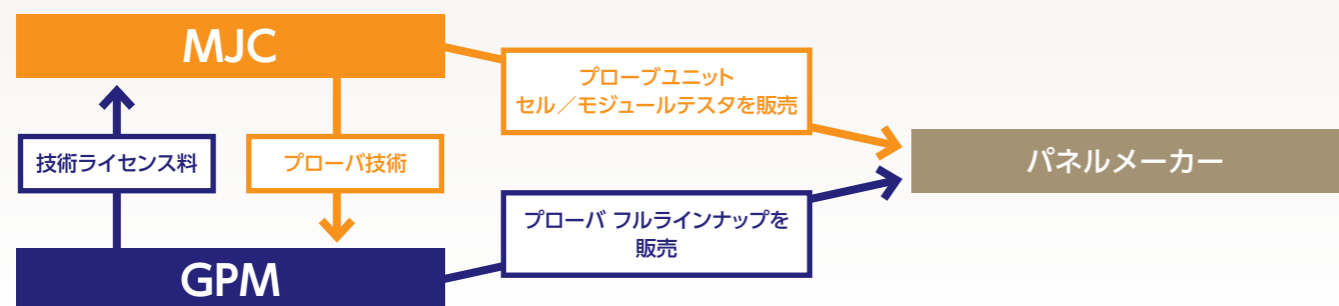 MJC
プローブユニット
セル／モジュールテスタを販売
技術ライセンス料
プローバ技術
パネルメーカー
プローバ フルラインナップを
販売
GPM